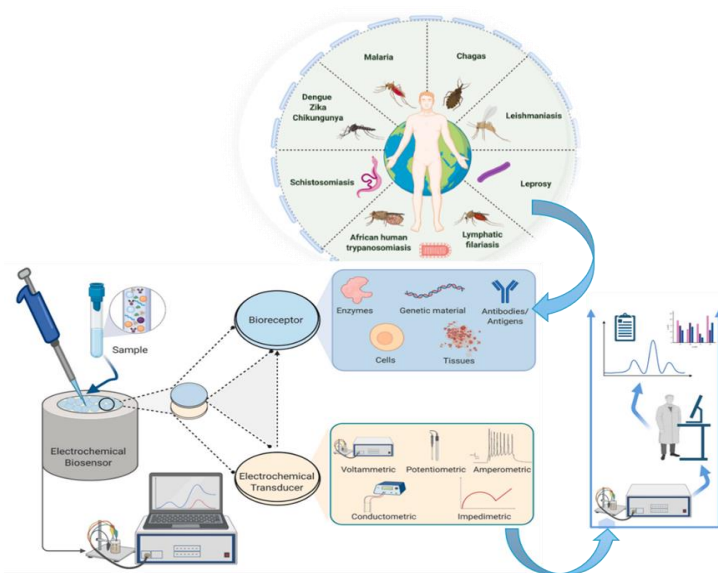 Malaria
Chagas
Dengue
Zika
Chikungunya
Leishmaniasis
Schistosomiasis
Leprosy
African human
trypanosomiasis
Lymphatic
filariasis
Sample
Bioreceptor
Enzymes
Genetic material
Antibodies/
Antigens
Cells
Tissues
Electrochemical
Biosensor
Electrochemical
Transducer
Voltammetric
Potentiometric
Amperometric
Conductometric
Impedimetric